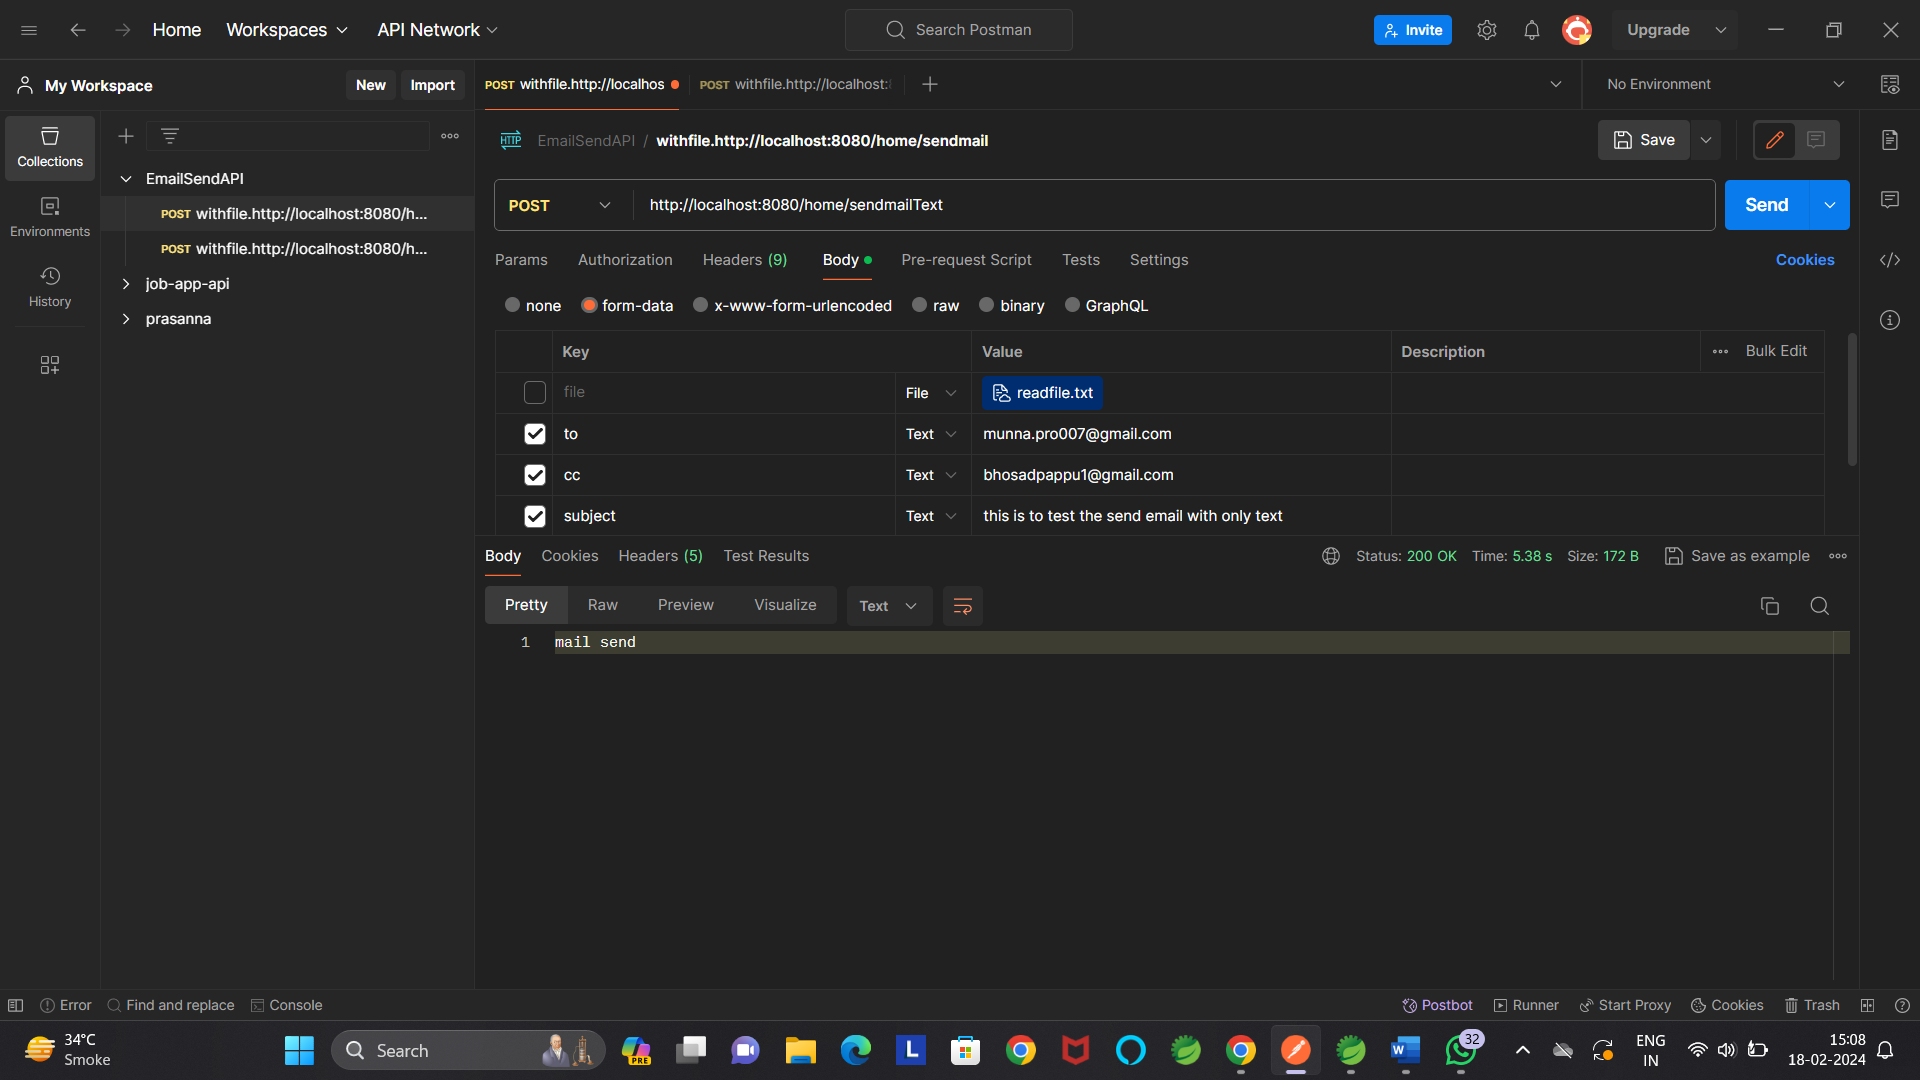 Home Workspaces API Network Search Postman Invite Upgrade
My Workspace New Import POST withfile.http://localhos POST withfile.http://localhost: No Environment
Collections
HTTP EmailSendAPI / withfile.http://localhost:8080/home/sendmail Save
EmailSendAPI
POST withfile.http://localhost:8080/h...
POST http://localhost:8080/home/sendmailText Send
Environments
POST withfile.http://localhost:8080/h...
Params Authorization Headers (9) Body Pre-request Script Tests Settings Cookies
job-app-api
History
none form-data x-www-form-urlencoded raw binary GraphQL
prasanna
Key Value Description Bulk Edit
file File readfile.txt
to Text munna.pro007@gmail.com
cc Text bhosadpappu1@gmail.com
subject Text this is to test the send email with only text
Body Cookies Headers (5) Test Results Status: 200 OK Time: 5.38 s Size: 172 B Save as example
Pretty Raw Preview Visualize Text
1 mail send
Error Find and replace Console Postbot Runner Start Proxy Cookies Trash
34°C
Smoke
Search
PRE
L
W
32
ENG
IN
15:08
18-02-2024